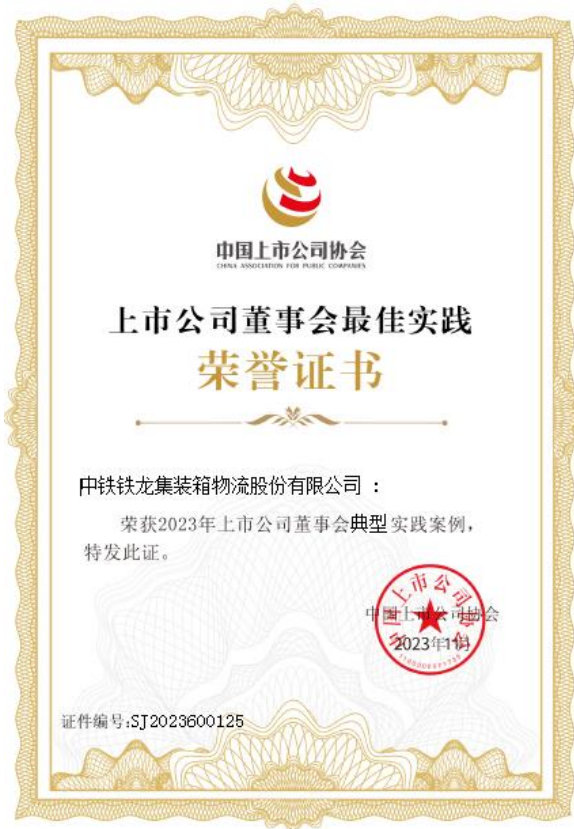 中国上市公司协会
CHINA ASSOCIATION FOR PUBLIC COMPANIES
上市公司董事会最佳实践
荣誉证书
中铁铁龙集装箱物流股份有限公司：
荣获2023年上市公司董事会典型实践案例，
特发此证。
中国上市公司协会
2023年11月
证件编号:SJ2023600125